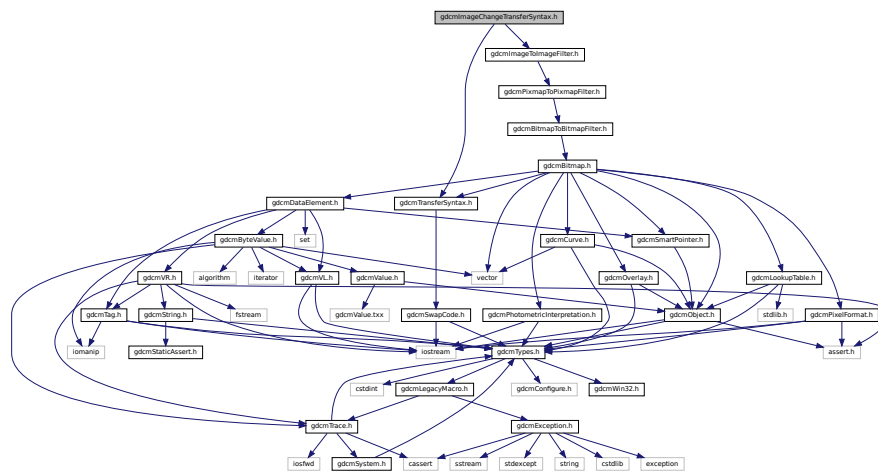 gdcmImageChangeTransferSyntax.h
gdcmImageToImageFilter.h
gdcmPixmapToPixmapFilter.h
gdcmBitmapToBitmapFilter.h
gdcmBitmap.h
gdcmDataElement.h
gdcmTransferSyntax.h
gdcmByteValue.h
set
gdcmCurve.h
gdcmSmartPointer.h
gdcmVR.h
algorithm
iterator
gdcmVL.h
gdcmValue.h
vector
gdcmOverlay.h
gdcmLookupTable.h
gdcmTag.h
gdcmString.h
fstream
gdcmValue.txx
gdcmSwapCode.h
gdcmPhotometricInterpretation.h
gdcmObject.h
stdlib.h
gdcmPixelFormat.h
iomanip
gdcmStaticAssert.h
iostream
gdcmTypes.h
assert.h
cstdint
gdcmLegacyMacro.h
gdcmConfigure.h
gdcmWin32.h
gdcmTrace.h
gdcmException.h
iosfwd
gdcmSystem.h
cassert
sstream
stdexcept
string
cstdlib
exception